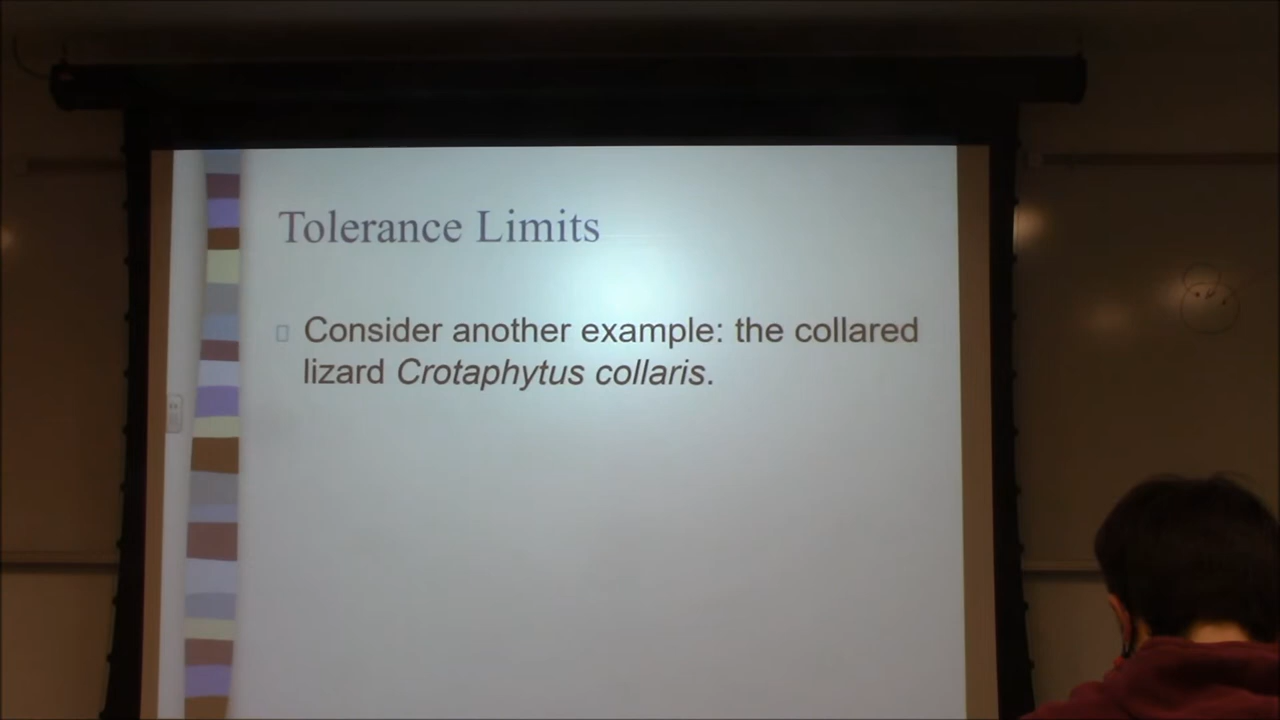 Tolerance Limits
Consider another example: the collared
lizard Crotaphytus collaris.